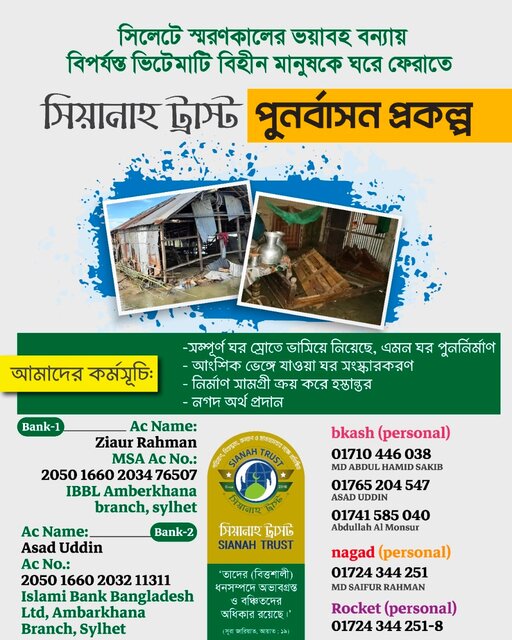 সিলেটে স্মরণকালের ভয়াবহ বন্যায়
বিপর্যস্ত ভিটেমাটি বিহীন মানুষকে ঘরে ফেরাতে
সিয়ানাহ ট্রাস্ট পুনর্বাসন প্রকল্প
আমাদের কর্মসূচি:
-সম্পূর্ণ ঘর স্রোতে ভাসিয়ে নিয়েছে, এমন ঘর পুনর্নির্মাণ
- আংশিক ভেঙ্গে যাওয়া ঘর সংস্কারকরণ
- নির্মাণ সামগ্রী ক্রয় করে হস্তান্তর
- নগদ অর্থ প্রদান
Bank-1 Ac Name:
Ziaur Rahman
MSA Ac No.:
2050 1660 2034 76507
IBBL Amberkhana
branch, sylhet
Ac Name: Bank-2
Asad Uddin
Ac No.:
2050 1660 2032 11311
Islami Bank Bangladesh
Ltd, Ambarkhana
Branch, Sylhet
SIANAH TRUST
সিয়ানাহ ট্রাস্ট
সিয়ানাহ ট্রাস্ট
SIANAH TRUST
'তাদের (বিত্তশালী)
ধনসম্পদে অভাবগ্রস্ত
ও বঞ্চিতদের
অধিকার রয়েছে।'
(সূরা জারিয়াত, আয়াত : ১৯)
bkash (personal)
01710 446 038
MD ABDUL HAMID SAKIB
01765 204 547
ASAD UDDIN
01741 585 040
Abdullah Al Monsur
nagad (personal)
01724 344 251
MD SAIFUR RAHMAN
Rocket (personal)
01724 344 251-8